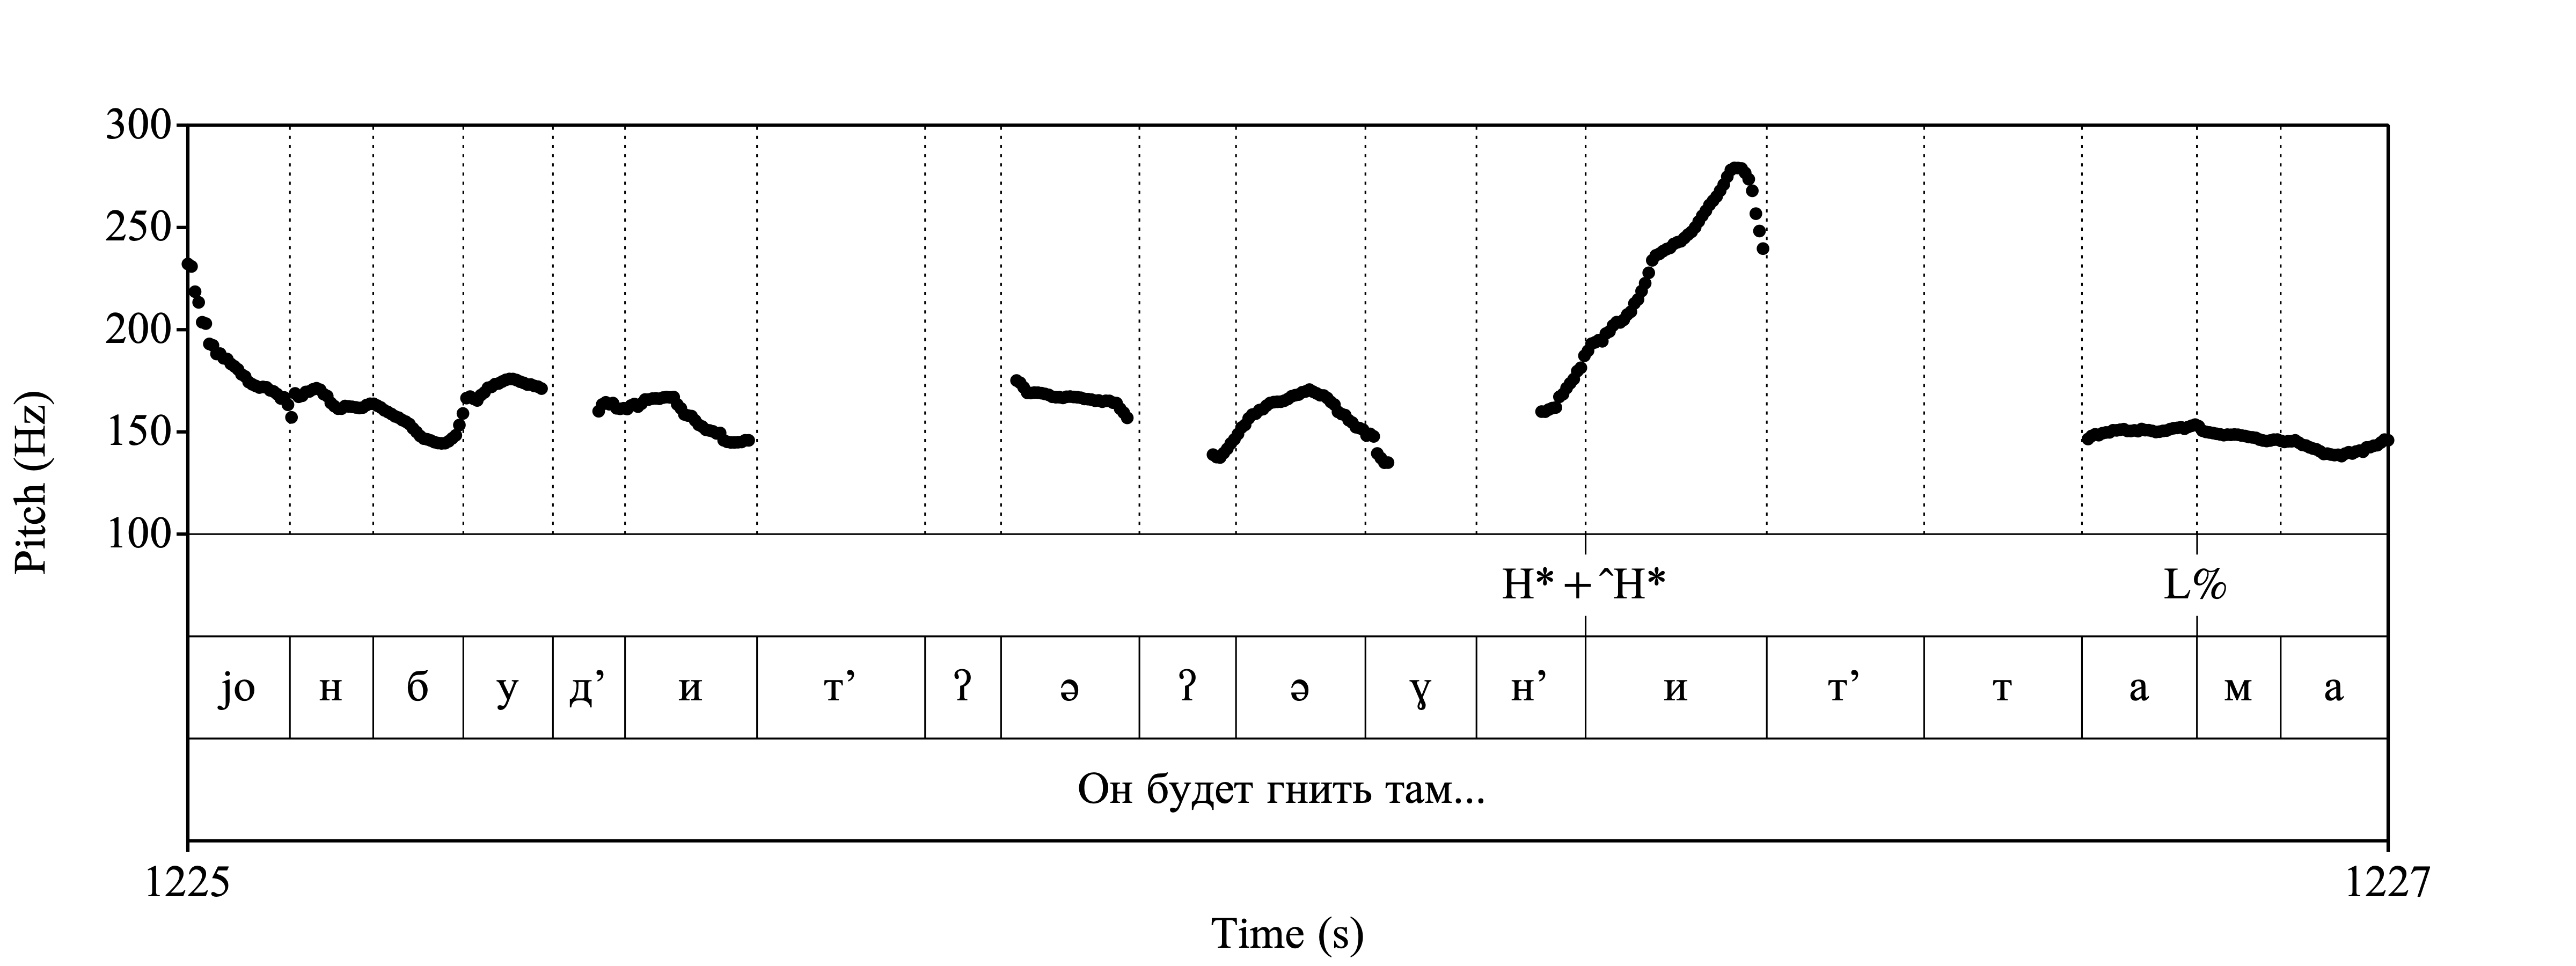 300
250
200
150
100
Pitch (Hz)
H* + ˆH* L%
jo н б у д’ и т’ ʔ ə ʔ ə ɣ н’ и т’ т а м а
Он будет гнить там...
1225 1227
Time (s)